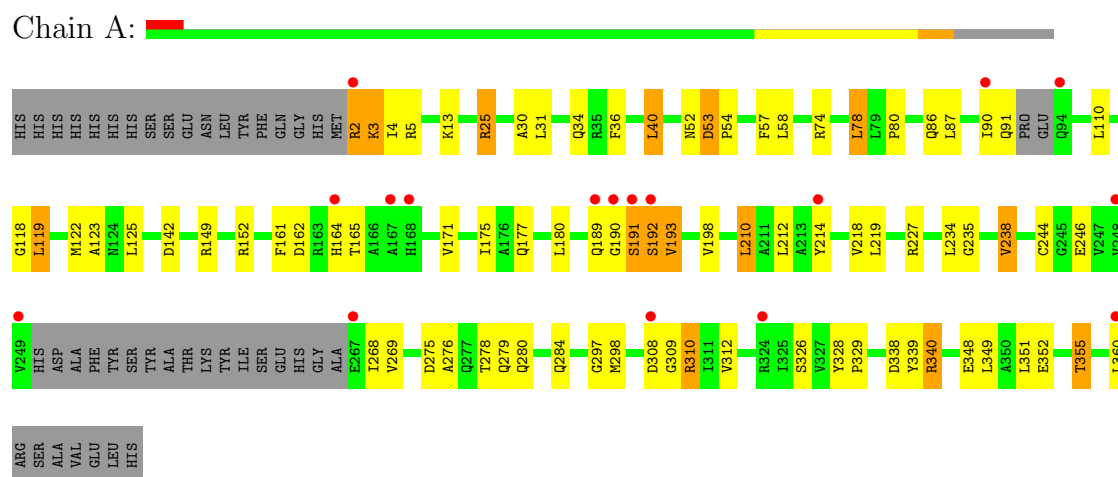 Chain A:
HIS HIS HIS HIS HIS HIS HIS SER SER GLU ASN LEU TYR PHE GLN GLY HIS MET R2 K3 I4 R5 K13 R25 A30 L31 Q34 R35 F36 L40 N52 D53 P54 F57 L58 R74 L78 L79 P80 Q86 L87 I90 Q91 PRO GLU Q94 L110
G118 L119 M122 A123 N124 L125 D142 R149 R152 F161 D162 R163 H164 T165 A166 A167 H168 V171 I175 A176 Q177 L180 Q189 G190 S191 S192 V193 V198 L210 A211 L212 A213 Y214 V218 L219 R227 L234 G235 V238 C244 G245 E246 V247
V249 HIS ASP ALA PHE TYR SER TYR ALA THR LYS TYR ILE SER GLU HIS GLY ALA E267 I268 V269 D275 A276 Q277 T278 Q279 Q280 Q284 G297 M298 D308 G309 R310 I311 V312 R324 I325 S326 V327 Y328 P329 D338 Y339 R340 E348 L349 A350 L351 E352 T355 L360
ARG SER ALA VAL GLU LEU HIS